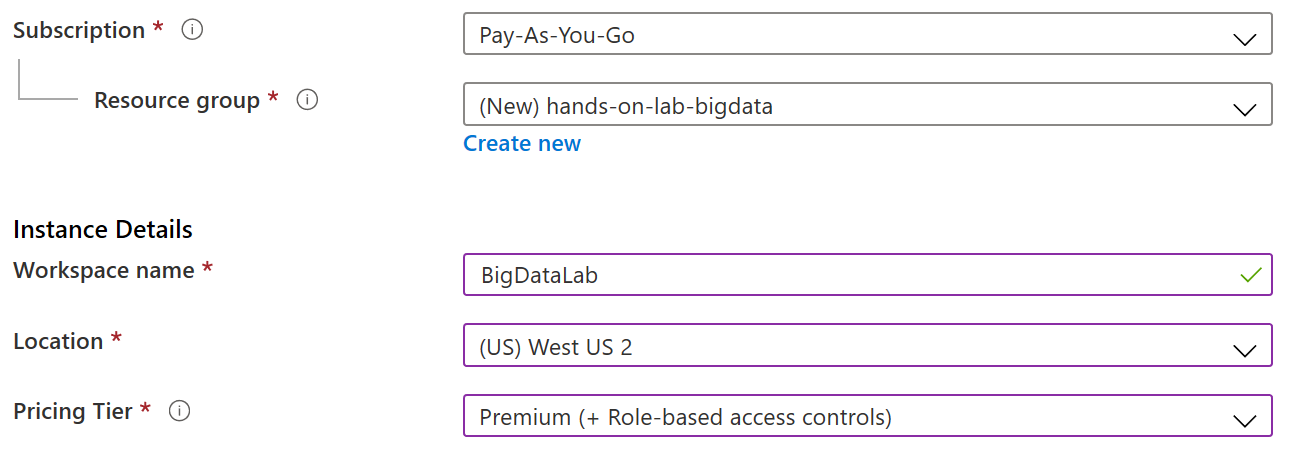 Subscription * Pay-As-You-Go
Resource group * (New) hands-on-lab-bigdata
Create new
Instance Details
Workspace name * BigDataLab
Location * (US) West US 2
Pricing Tier * Premium (+ Role-based access controls)